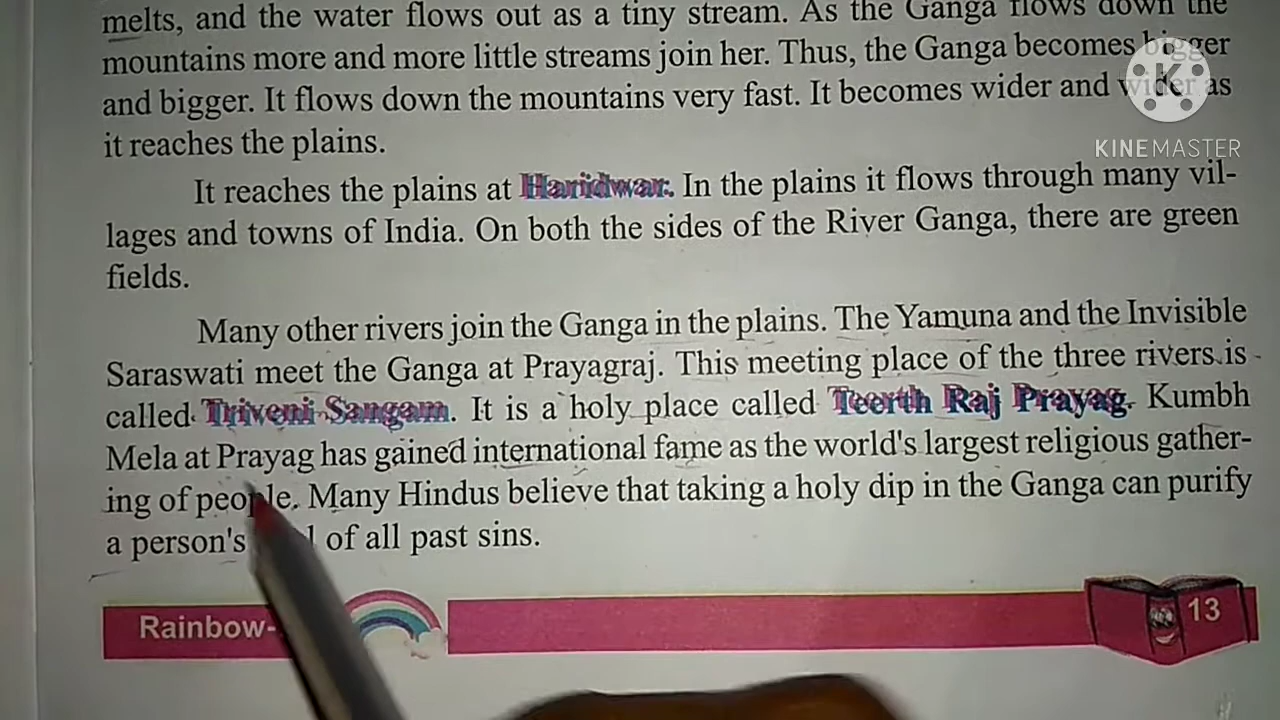 melts, and the water flows out as a tiny stream. As the Ganga flows down the
mountains more and more little streams join her. Thus, the Ganga becomes bigger
and bigger. It flows down the mountains very fast. It becomes wider and wider as
it reaches the plains.
KINEMASTER
It reaches the plains at Haridwar. In the plains it flows through many vil-
lages and towns of India. On both the sides of the River Ganga, there are green
fields.
Many other rivers join the Ganga in the plains. The Yamuna and the Invisible
Saraswati meet the Ganga at Prayagraj. This meeting place of the three rivers is
called Triveni Sangam. It is a holy place called Teerth Raj Prayag. Kumbh
Mela at Prayag has gained international fame as the world's largest religious gather-
ing of people. Many Hindus believe that taking a holy dip in the Ganga can purify
a person's of all past sins.
Rainbow-
13